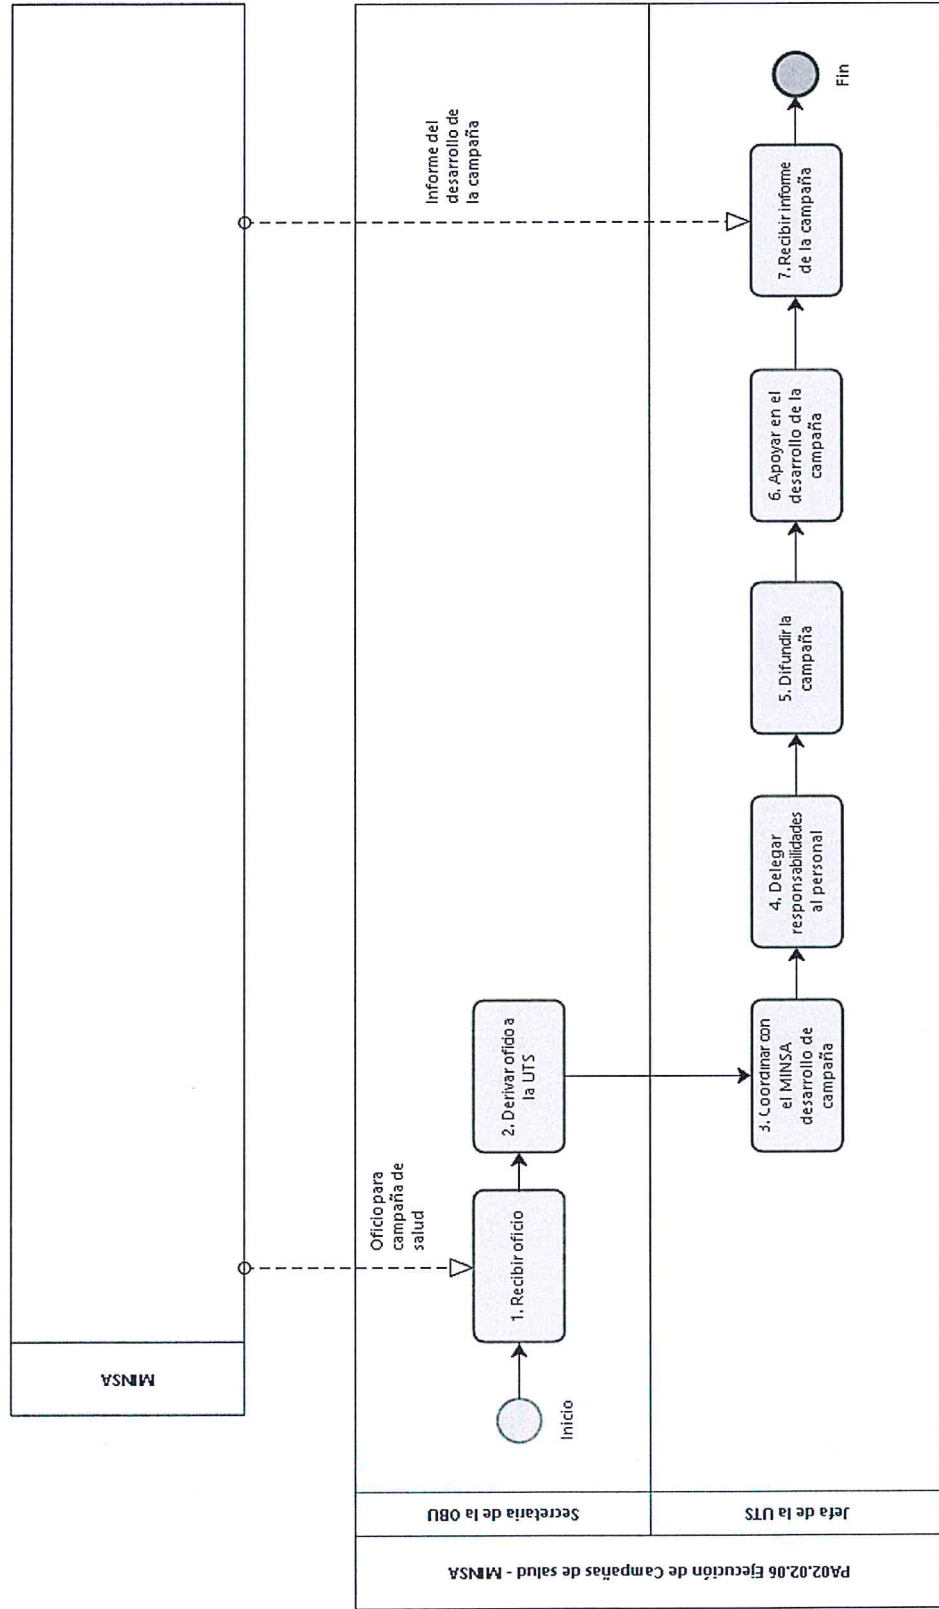 MINSA
PA02.02.06 Ejecución de Campañas de salud - MINSA
Secretaria de la OBU
Jefa de la UTS
Inicio
Oficio para
campaña de
salud
1. Recibir oficio
2. Derivar oficio a
la UTS
3. Coordinar con
el MINSA
desarrollo de
campaña
4. Delegar
responsabilidades
al personal
5. Difundir la
campaña
6. Apoyar en el
desarrollo de la
campaña
Informe del
desarrollo de
la campaña
7. Recibir informe
de la campaña
Fin